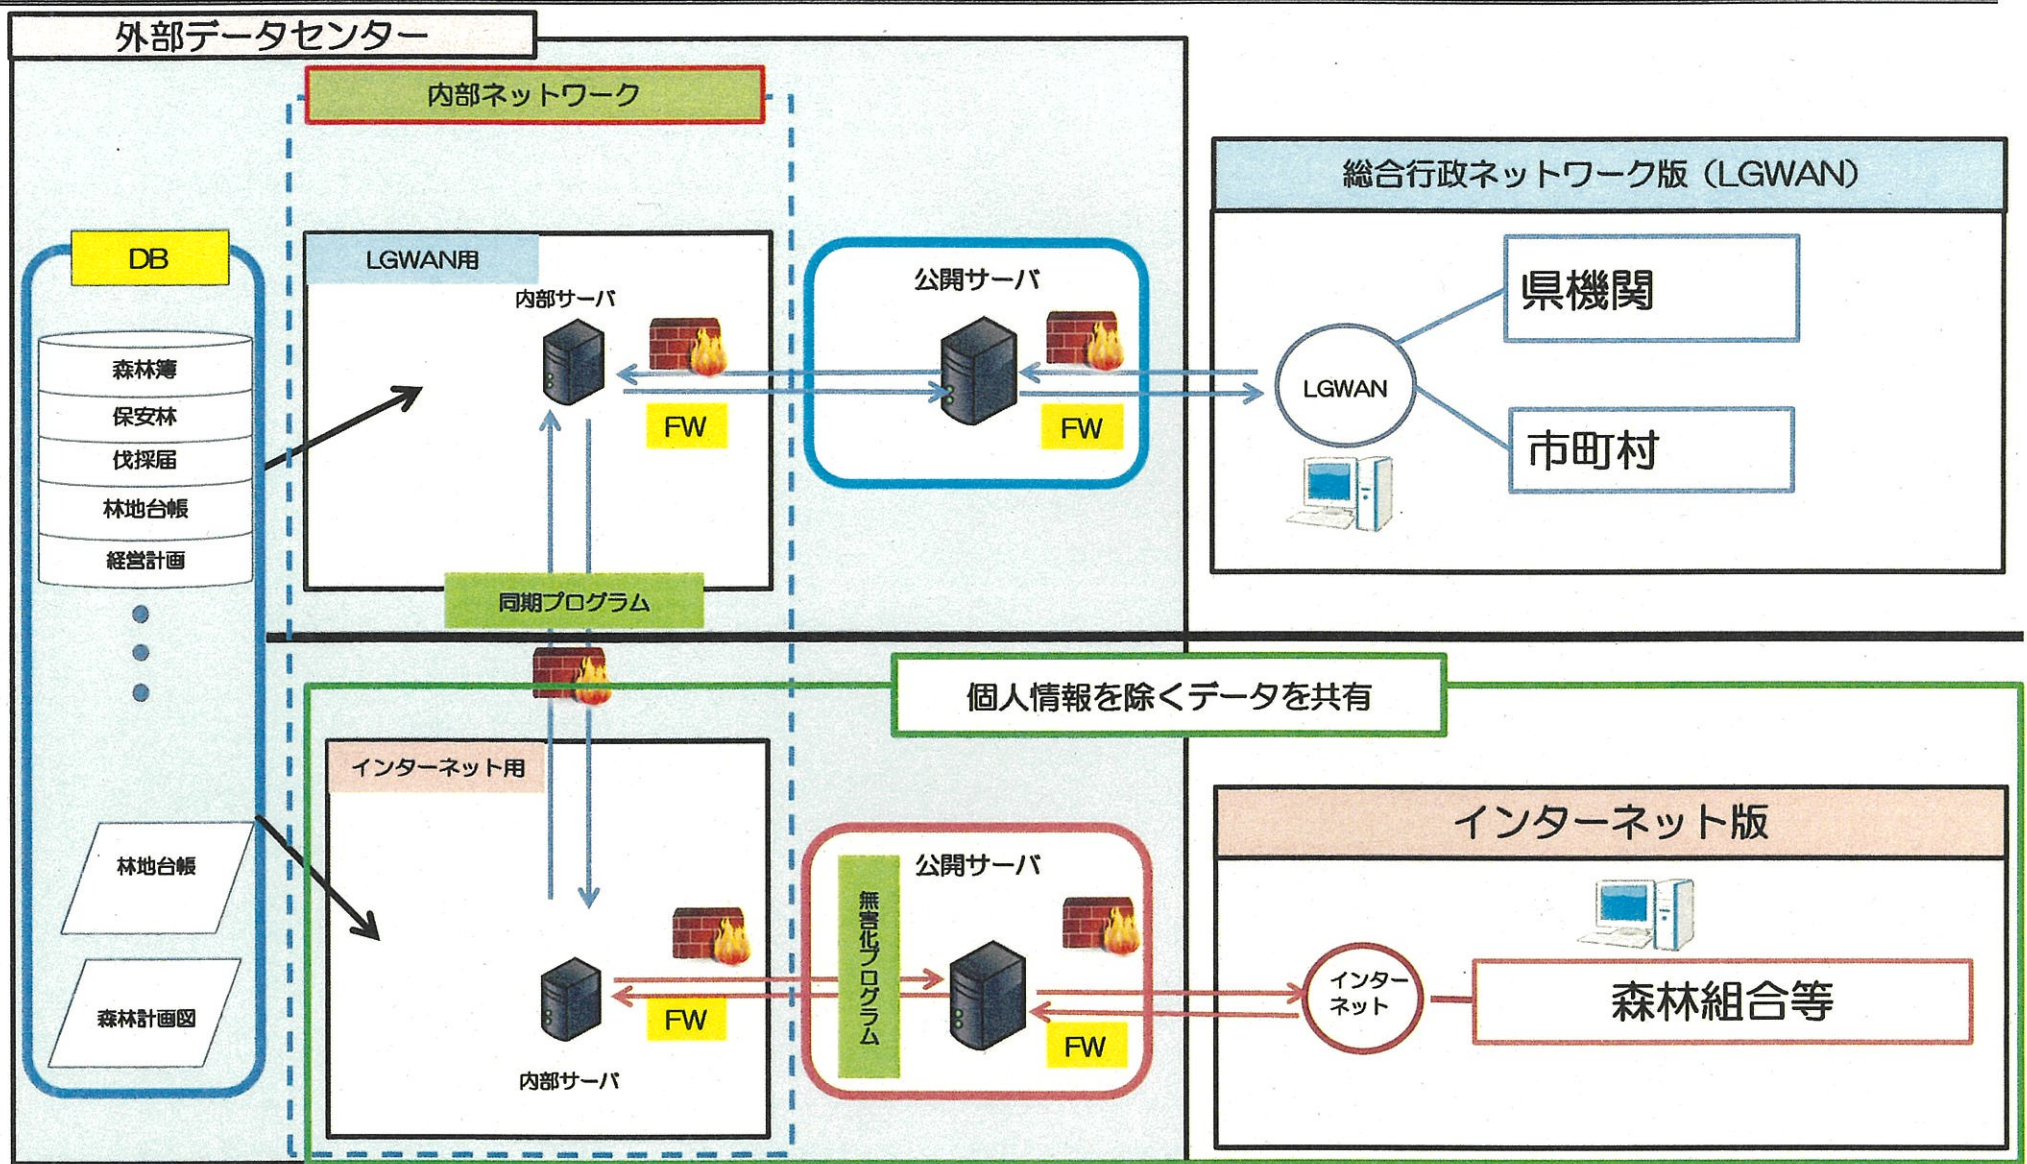 外部データセンター
内部ネットワーク
総合行政ネットワーク版（LGWAN）
DB
LGWAN用
内部サーバ
公開サーバ
県機関
森林簿
保安林
伐採届
林地台帳
経営計画
FW
FW
LGWAN
市町村
同期プログラム
個人情報を除くデータを共有
インターネット用
インターネット版
林地台帳
公開サーバ
無害化プログラム
森林計画図
FW
FW
内部サーバ
インター
ネット
森林組合等